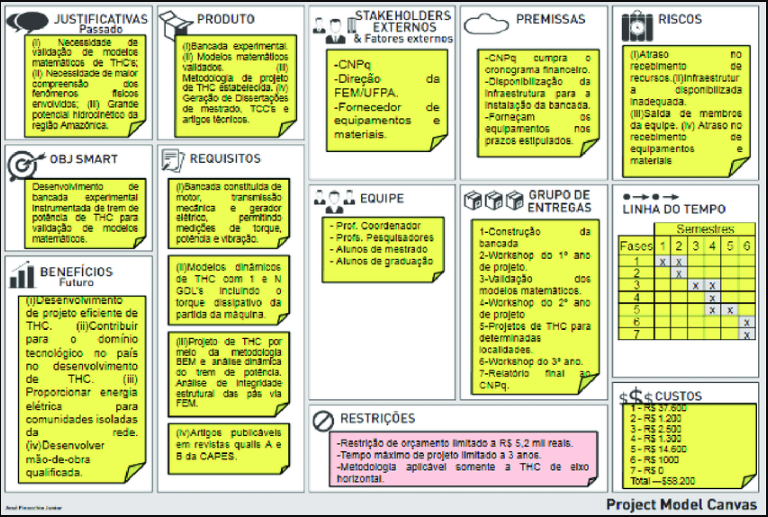 JUSTIFICATIVAS
Passado
(i) Necessidade de
validação de modelos
matemáticos de THC's;
(ii) Necessidade de maior
compreensão dos
fenômenos físicos
envolvidos; (iii) Grande
potencial hidrocinético da
região Amazônica.
OBJ SMART
Desenvolvimento de
bancada experimental
instrumentada de trem de
potência de THC para
validação de modelos
matemáticos.
BENEFÍCIOS
Futuro
(i)Desenvolvimento
de projeto eficiente de
THC. (ii)Contribuir
para o domínio
tecnológico no país
no desenvolvimento
de THC. (iii)
Proporcionar energia
elétrica para
comunidades isoladas
da rede.
(iv)Desenvolver
mão-de-obra
qualificada.
PRODUTO
(i)Bancada experimental.
(ii) Modelos matemáticos
validados. (iii)
Metodologia de projeto
de THC estabelecida. (iv)
Geração de Dissertações
de mestrado, TCC's e
artigos técnicos.
REQUISITOS
(i)Bancada constituída de
motor, transmissão
mecânica e gerador
elétrico, permitindo
medições de torque,
potência e vibração.
(ii)Modelos dinâmicos
de THC com 1 e N
GDL's incluindo o
torque dissipativo da
partida da máquina.
(iii)Projeto de THC por
meio da metodologia
BEM e análise dinâmica
do trem de potência.
Análise de integridade
estrutural das pás via
FEM.
(iv)Artigos publicáveis
em revistas qualis A e
B da CAPES.
STAKEHOLDERS
EXTERNOS
& Fatores externos
-CNPq
-Direção da
FEM/UFPA.
-Fornecedor de
equipamentos e
materiais.
EQUIPE
- Prof. Coordenador
- Profs. Pesquisadores
- Alunos de mestrado
- Alunos de graduação
PREMISSAS
-CNPq cumpra o
cronograma financeiro.
-Disponibilização da
infraestrutura para a
instalação da bancada.
-Forneçam os
equipamentos nos
prazos estipulados.
GRUPO DE
ENTREGAS
1-Construção da
bancada
2-Workshop do 1º ano
de projeto.
3-Validação dos
modelos matemáticos.
4-Workshop do 2º ano
de projeto
5-Projetos de THC para
determinadas
localidades.
6-Workshop do 3º ano.
7-Relatório final ao
CNPq.
RESTRIÇÕES
-Restrição de orçamento limitado a R$ 5,2 mil reais.
-Tempo máximo de projeto limitado a 3 anos.
-Metodologia aplicável somente a THC de eixo
horizontal.
RISCOS
(i)Atraso no
recebimento de
recursos.(ii)Infraestrutur
a disponibilizada
inadequada.
(iii)Saída de membros
da equipe. (iv) Atraso no
recebimento de
equipamentos e
materiais
LINHA DO TEMPO
Semestres
Fases 1 2 3 4 5 6
1 x x
2 x
3 x x
4 x
5 x x
6 x
7 x
$$$ CUSTOS
1 - R$ 37.600
2 - R$ 1.200
3 - R$ 2.500
4 - R$ 1.300
5 - R$ 14.600
6 - R$ 1000
7 - R$ 0
Total —$58.200
José Finocchio Junior
Project Model Canvas